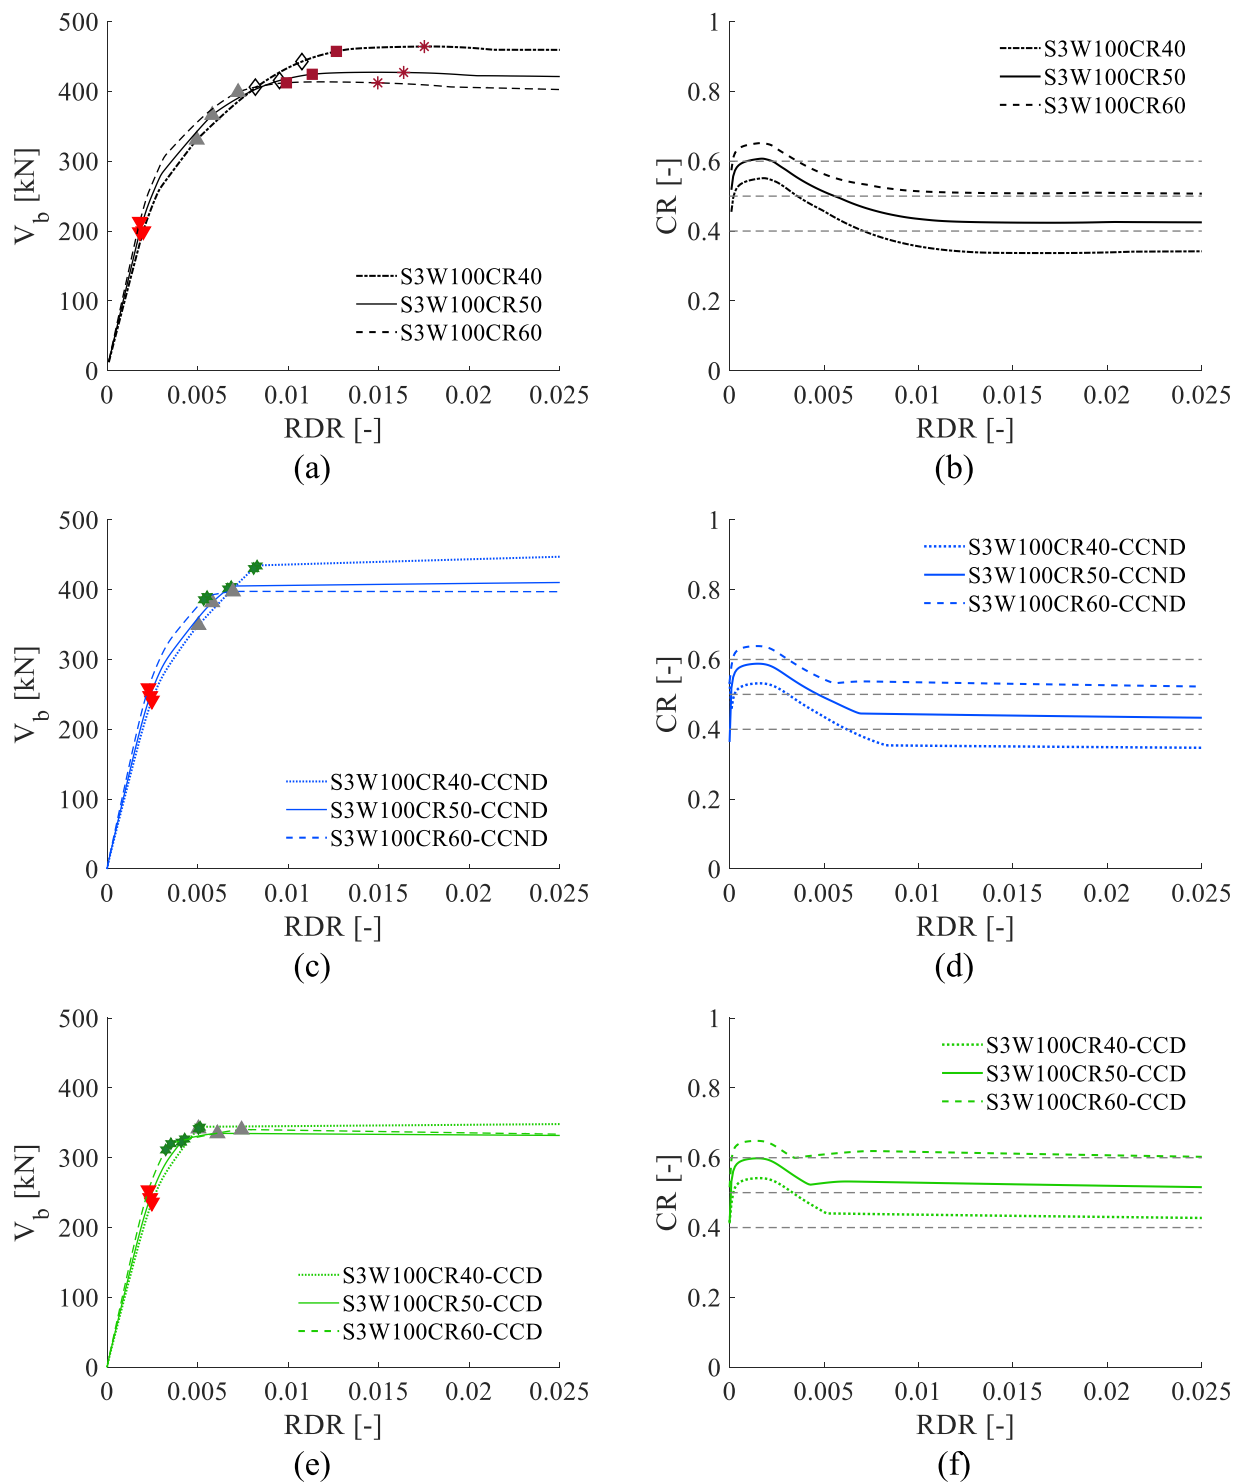 500
400
300
200
100
0
V_b [kN]
S3W100CR40
S3W100CR50
S3W100CR60
0 0.005 0.01 0.015 0.02 0.025
RDR [-]
(a)
1
0.8
0.6
0.4
0.2
0
CR [-]
S3W100CR40
S3W100CR50
S3W100CR60
0 0.005 0.01 0.015 0.02 0.025
RDR [-]
(b)
500
400
300
200
100
0
V_b [kN]
S3W100CR40-CCND
S3W100CR50-CCND
S3W100CR60-CCND
0 0.005 0.01 0.015 0.02 0.025
RDR [-]
(c)
1
0.8
0.6
0.4
0.2
0
CR [-]
S3W100CR40-CCND
S3W100CR50-CCND
S3W100CR60-CCND
0 0.005 0.01 0.015 0.02 0.025
RDR [-]
(d)
500
400
300
200
100
0
V_b [kN]
S3W100CR40-CCD
S3W100CR50-CCD
S3W100CR60-CCD
0 0.005 0.01 0.015 0.02 0.025
RDR [-]
(e)
1
0.8
0.6
0.4
0.2
0
CR [-]
S3W100CR40-CCD
S3W100CR50-CCD
S3W100CR60-CCD
0 0.005 0.01 0.015 0.02 0.025
RDR [-]
(f)